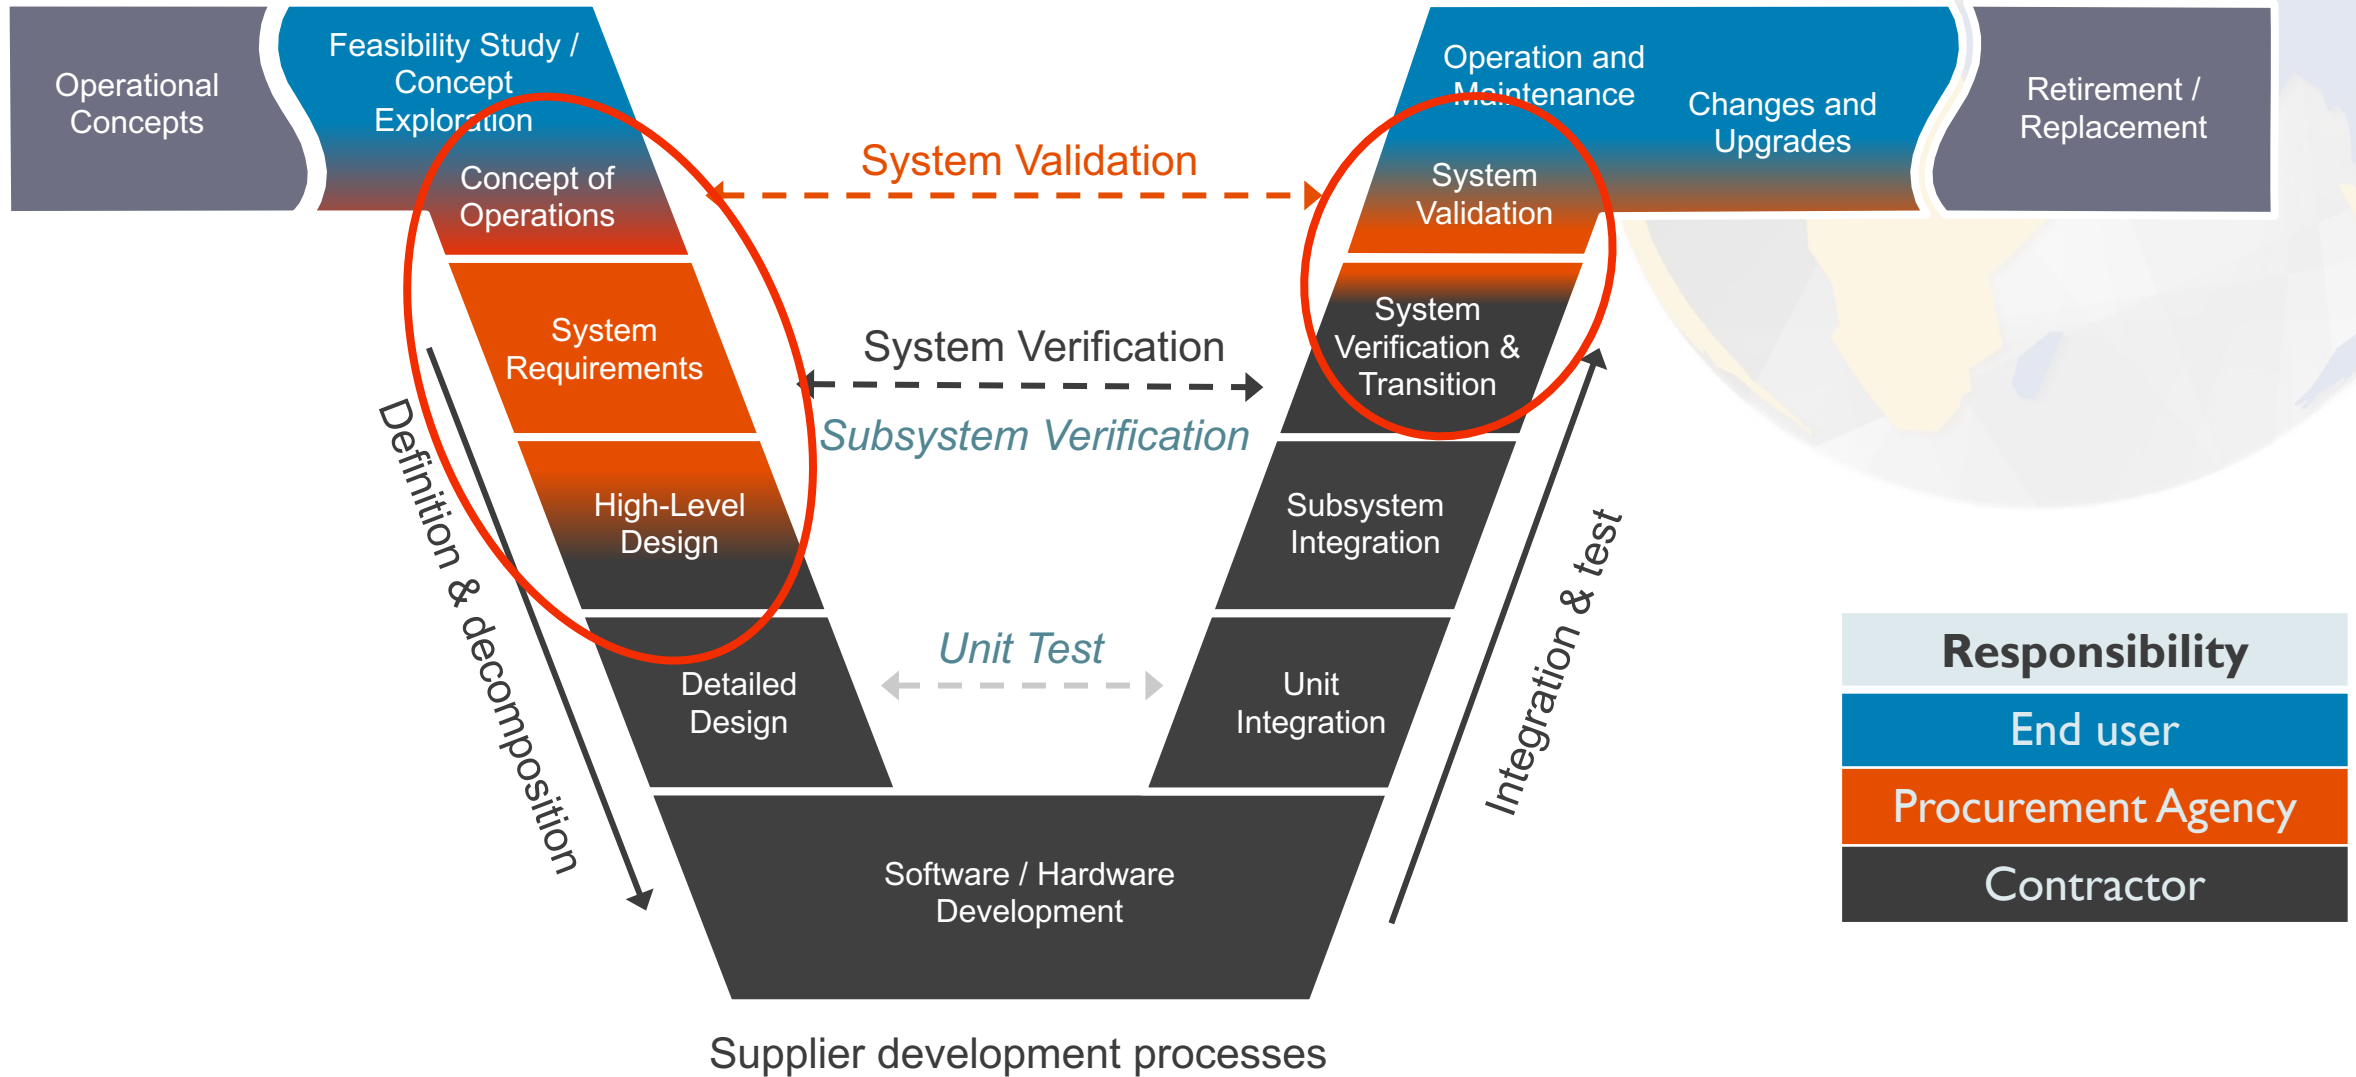 Operational
Concepts
Feasibility Study /
Concept
Exploration
Concept of
Operations
System
Requirements
High-Level
Design
Detailed
Design
Software / Hardware
Development
Definition & decomposition
System Validation
System Verification
Subsystem Verification
Unit Test
Operation and
Maintenance
Changes and
Upgrades
Retirement /
Replacement
System
Validation
System
Verification &
Transition
Subsystem
Integration
Unit
Integration
Integration & test
Responsibility
End user
Procurement Agency
Contractor
Supplier development processes